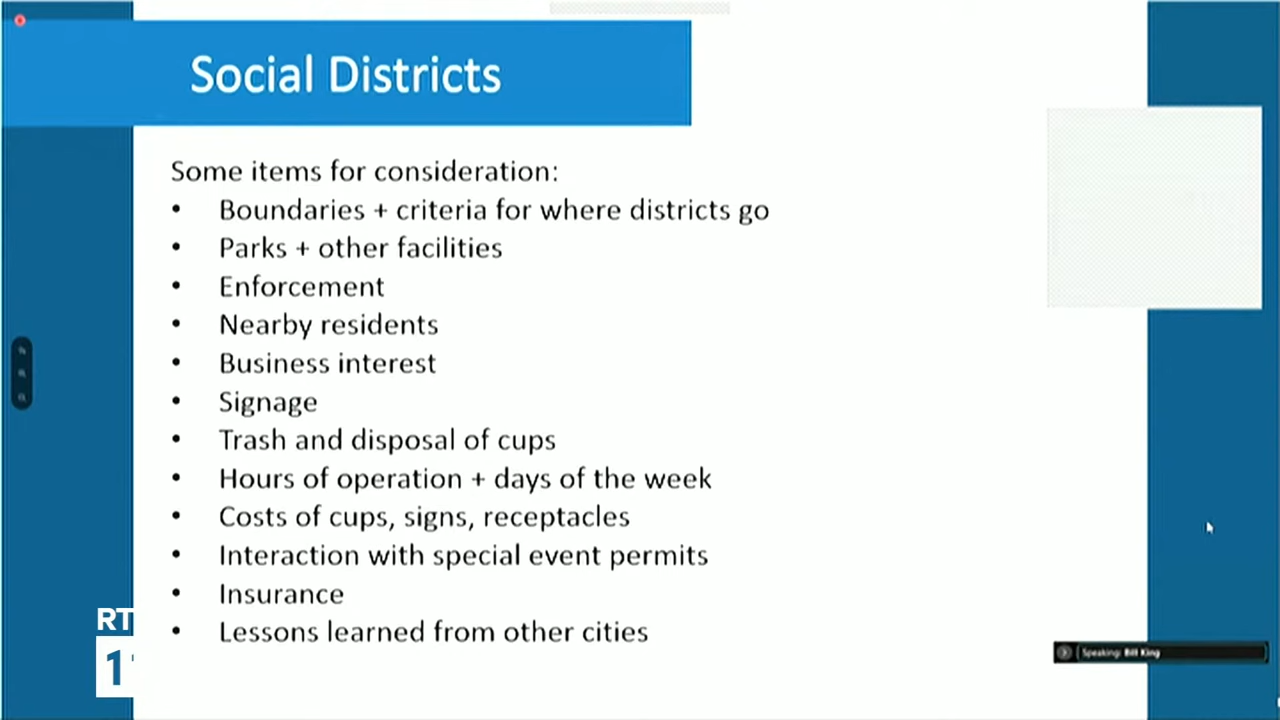 Social Districts
Some items for consideration:
• Boundaries + criteria for where districts go
• Parks + other facilities
• Enforcement
• Nearby residents
• Business interest
• Signage
• Trash and disposal of cups
• Hours of operation + days of the week
• Costs of cups, signs, receptacles
• Interaction with special event permits
• Insurance
• Lessons learned from other cities
RT
1
Speaking: Bill King